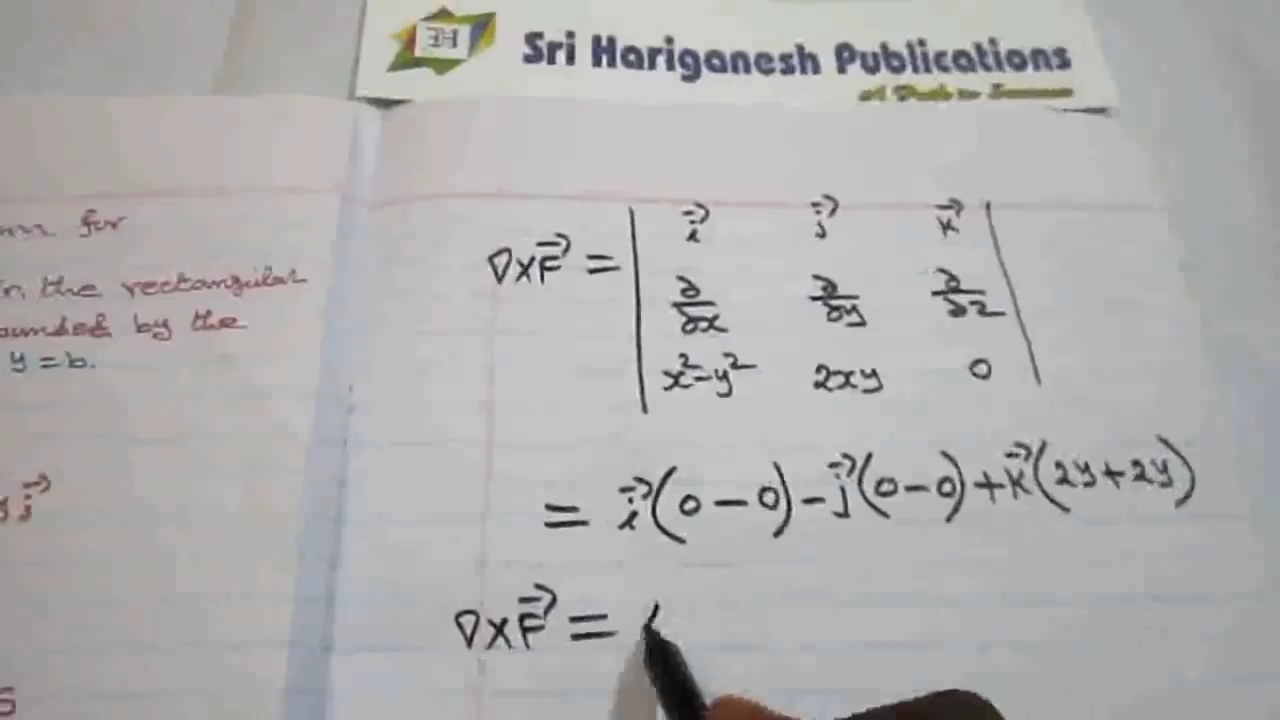 Sri Hariganesh Publications
for
in the rectangular
bounded by the
y = b.
j⃗
∇×F⃗ = | i⃗ j⃗ k⃗ |
∂/∂x ∂/∂y ∂/∂z
x²-y² 2xy 0
= i⃗(0-0)-j⃗(0-0)+k⃗(2y+2y)
∇×F⃗ =